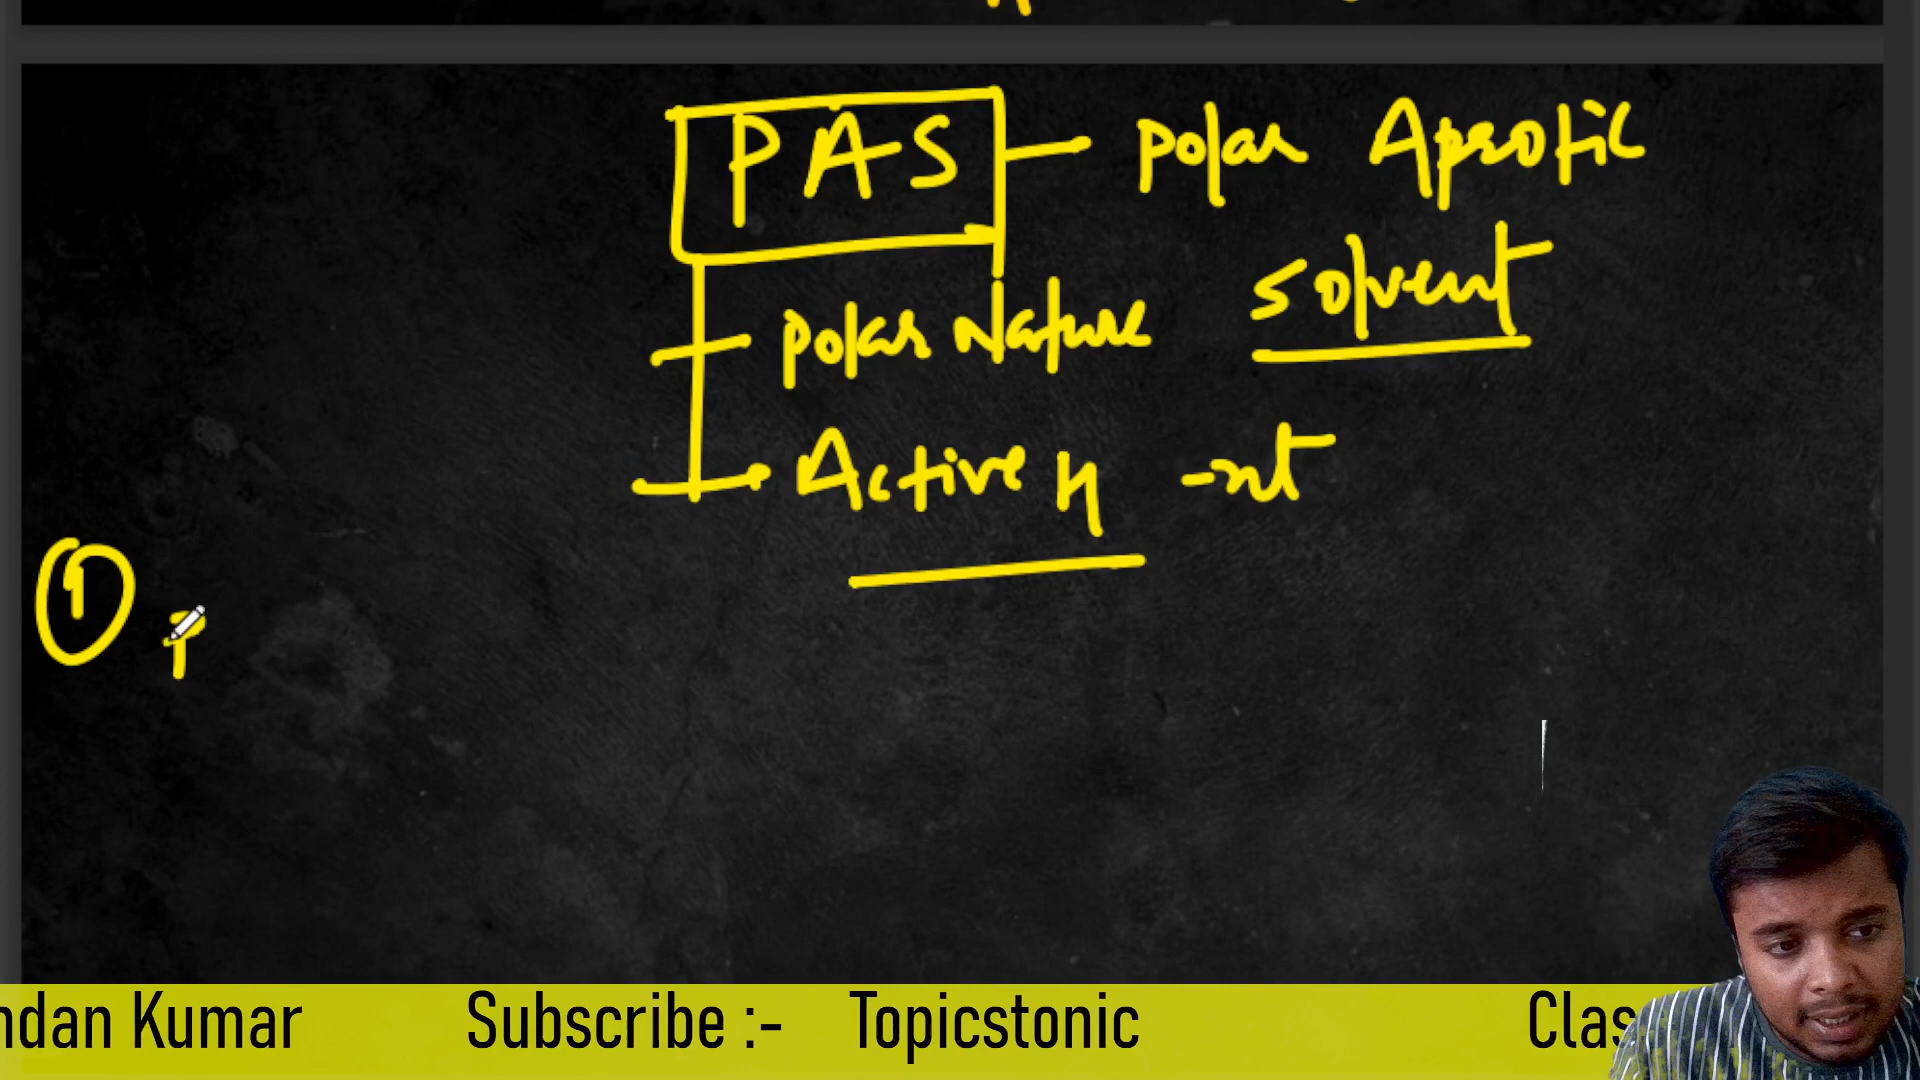 PAS - polar Aprotic
solvent
polar Nature
Active H -nt
①
ndan Kumar Subscribe :- Topicstonic Clas